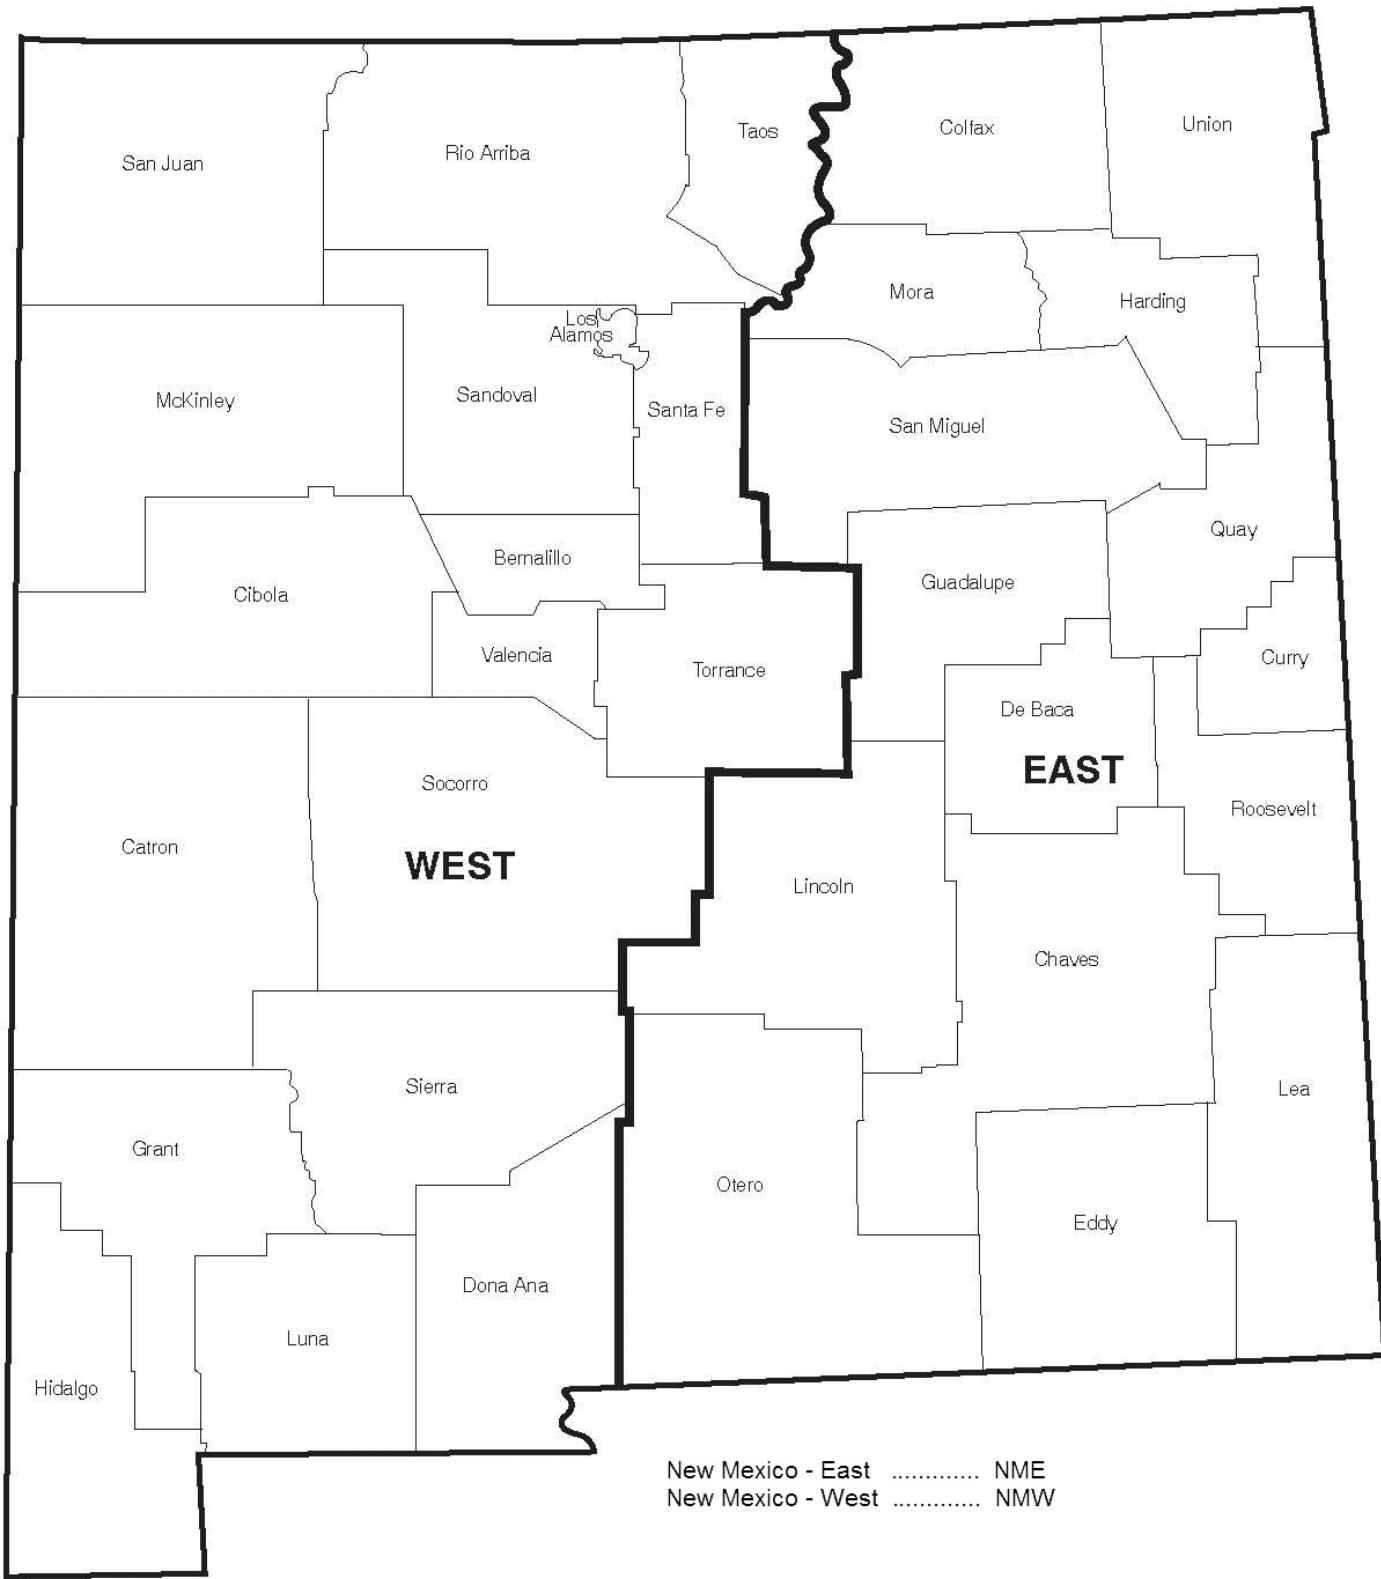 Union
Colfax
Taos
Rio Arriba
San Juan
Mora
Harding
Los
Alamos
Sandoval
McKinley
Santa Fe
San Miguel
Quay
Bernalillo
Guadalupe
Cibola
Valencia
Curry
Torrance
De Baca
EAST
Socorro
Roosevelt
Catron
WEST
Lincoln
Chaves
Sierra
Lea
Grant
Otero
Eddy
Dona Ana
Luna
Hidalgo
New Mexico - East ............. NME
New Mexico - West ............. NMW